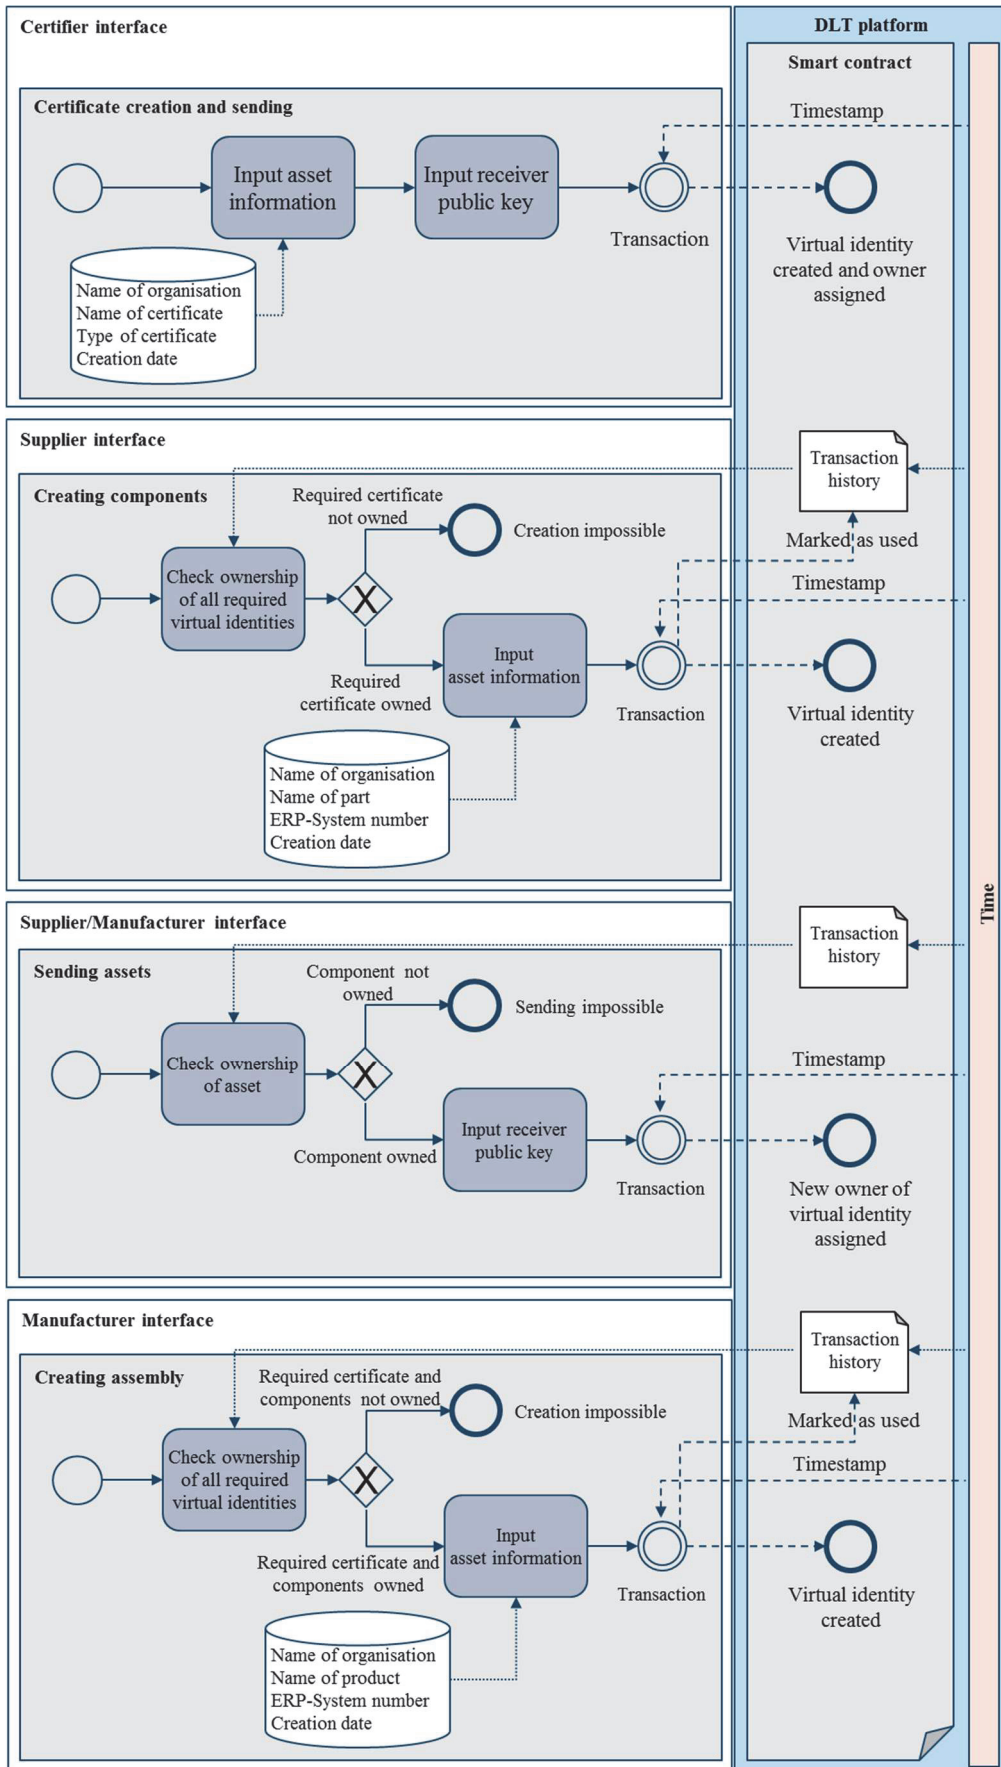 Certifier interface
DLT platform
Smart contract
Certificate creation and sending
Timestamp
Input asset
information
Input receiver
public key
Transaction
Virtual identity
created and owner
assigned
Name of organisation
Name of certificate
Type of certificate
Creation date
Supplier interface
Transaction
history
Creating components
Required certificate
not owned
Creation impossible
Marked as used
Check ownership
of all required
virtual identities
X
Timestamp
Input
asset information
Required
certificate owned
Transaction
Virtual identity
created
Name of organisation
Name of part
ERP-System number
Creation date
Time
Supplier/Manufacturer interface
Transaction
history
Sending assets
Component not
owned
Sending impossible
Check ownership
of asset
X
Timestamp
Input receiver
public key
Component owned
Transaction
New owner of
virtual identity
assigned
Manufacturer interface
Transaction
history
Creating assembly
Required certificate and
components not owned
Creation impossible
Marked as used
Check ownership
of all required
virtual identities
X
Timestamp
Input
asset information
Required certificate and
components owned
Transaction
Virtual identity
created
Name of organisation
Name of product
ERP-System number
Creation date